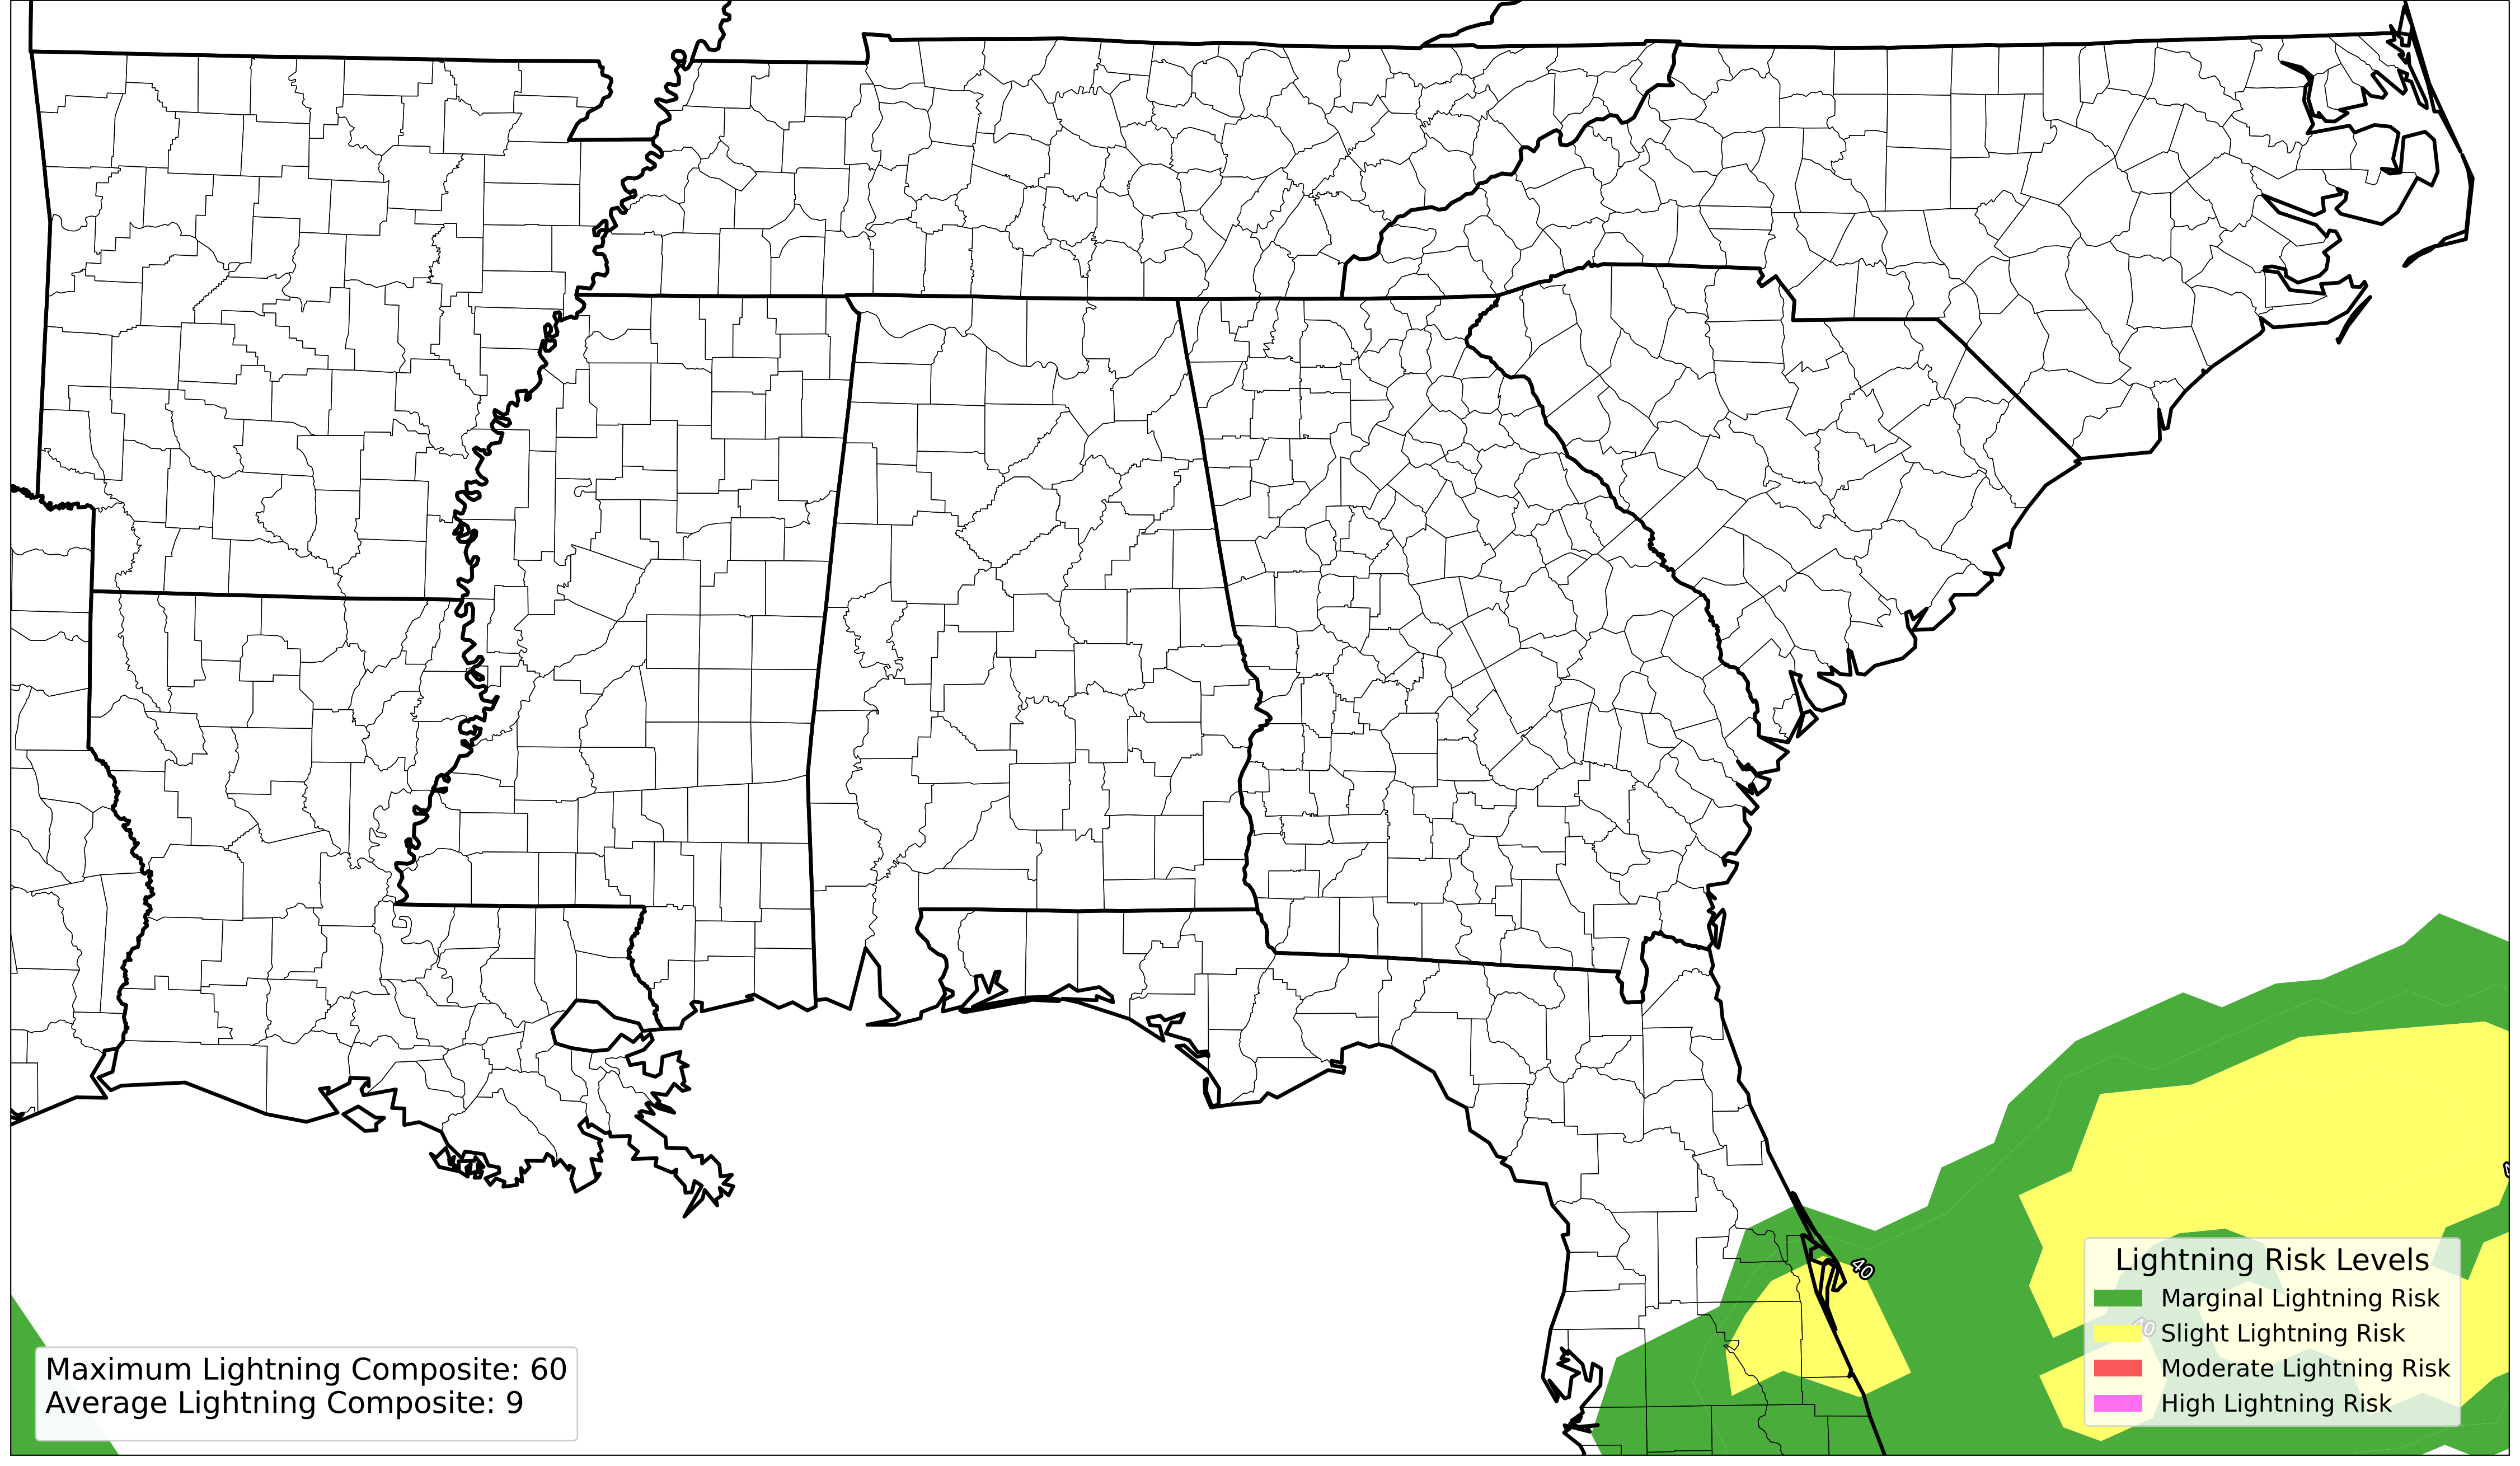 40
Lightning Risk Levels
Marginal Lightning Risk
40
Slight Lightning Risk
Moderate Lightning Risk
High Lightning Risk
Maximum Lightning Composite: 60
Average Lightning Composite: 9